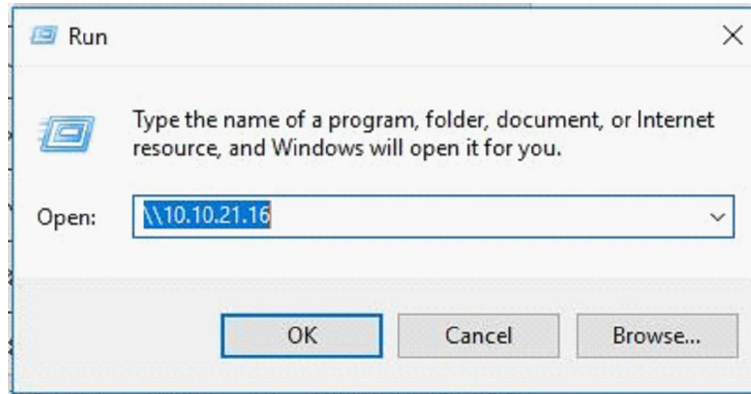 Run
Type the name of a program, folder, document, or Internet
resource, and Windows will open it for you.
Open: \\10.10.21.16
OK Cancel Browse...